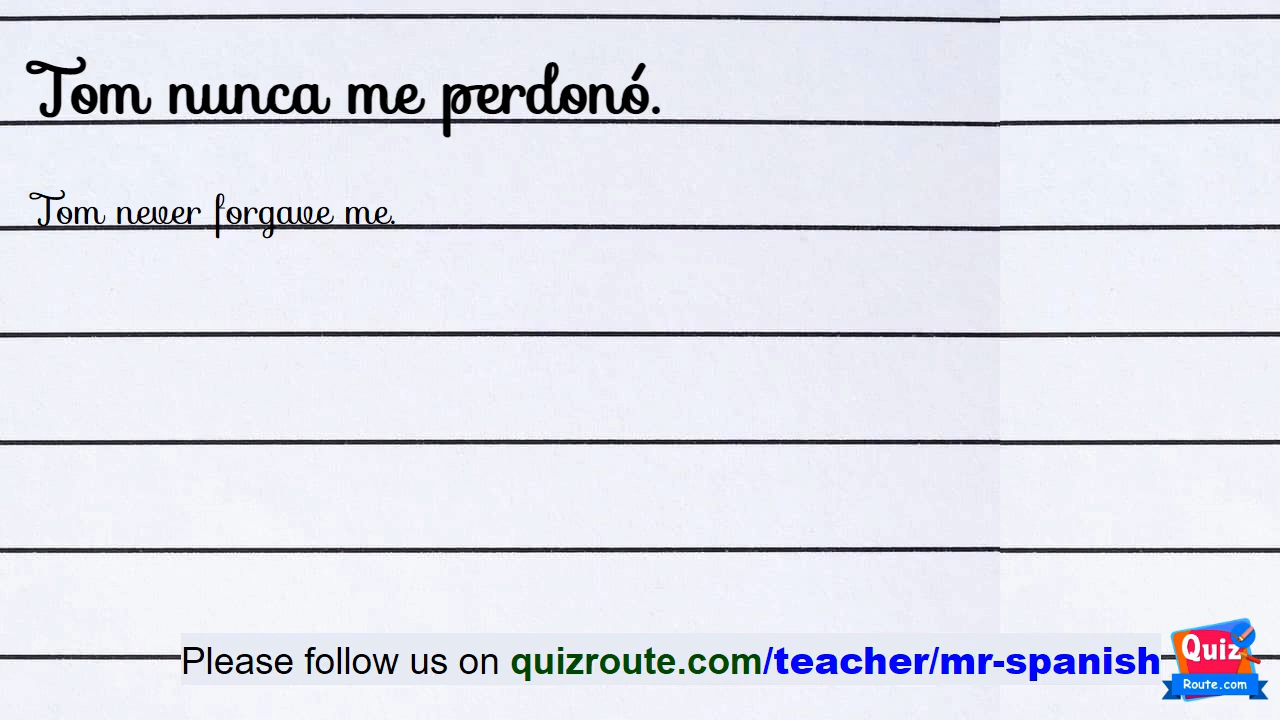 Tom nunca me perdonó.
Tom never forgave me.
Please follow us on quizroute.com/teacher/mr-spanish
Quiz
Route.com